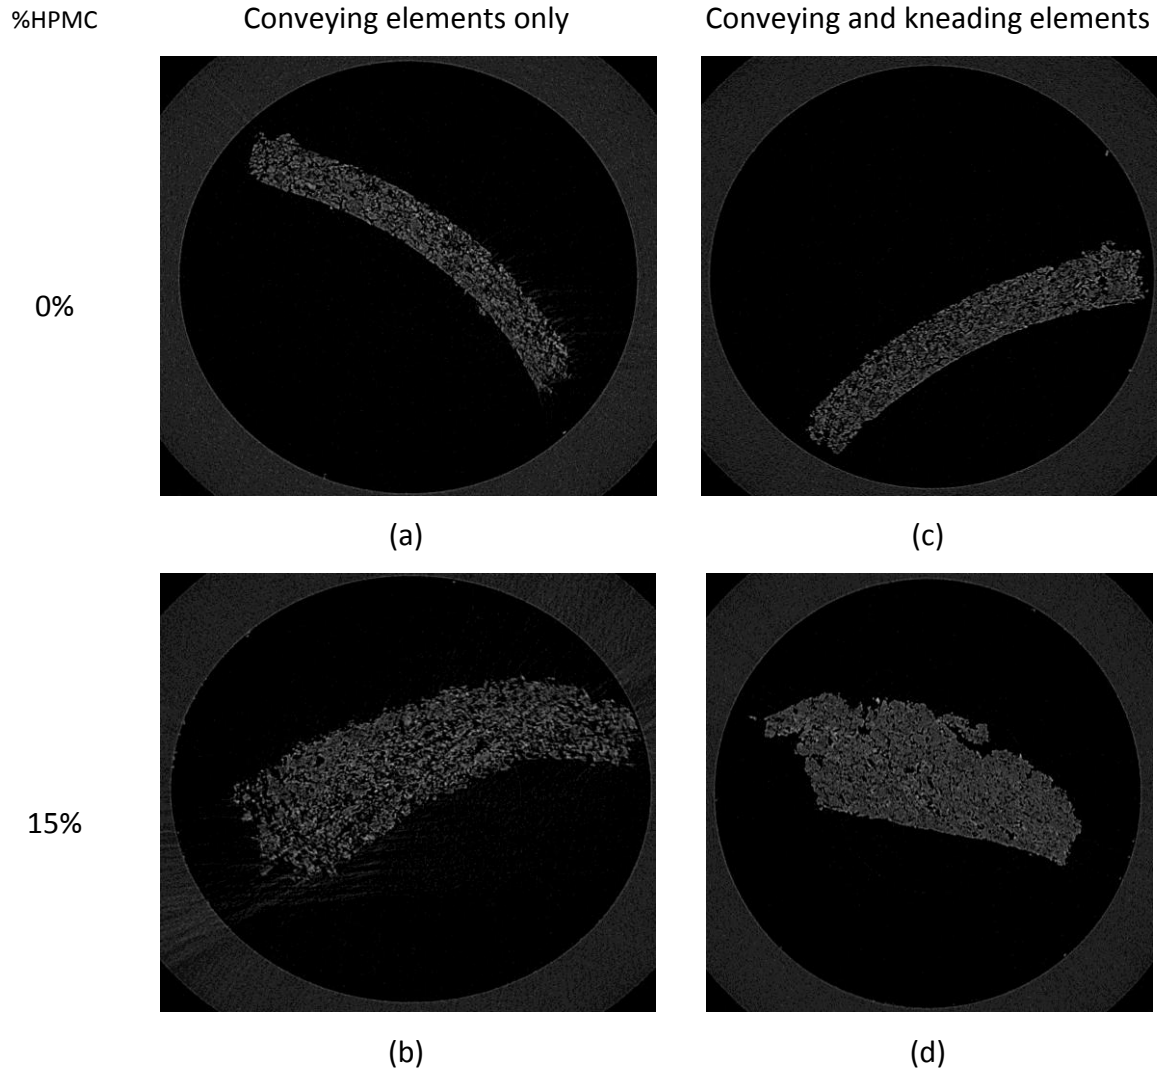 %HPMC Conveying elements only Conveying and kneading elements
0%
(a) (c)
15%
(b) (d)